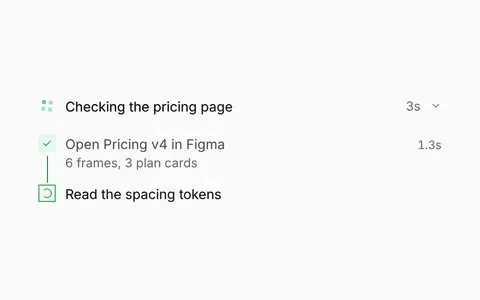 Checking the pricing page 3s
Open Pricing v4 in Figma 1.3s
6 frames, 3 plan cards
Read the spacing tokens